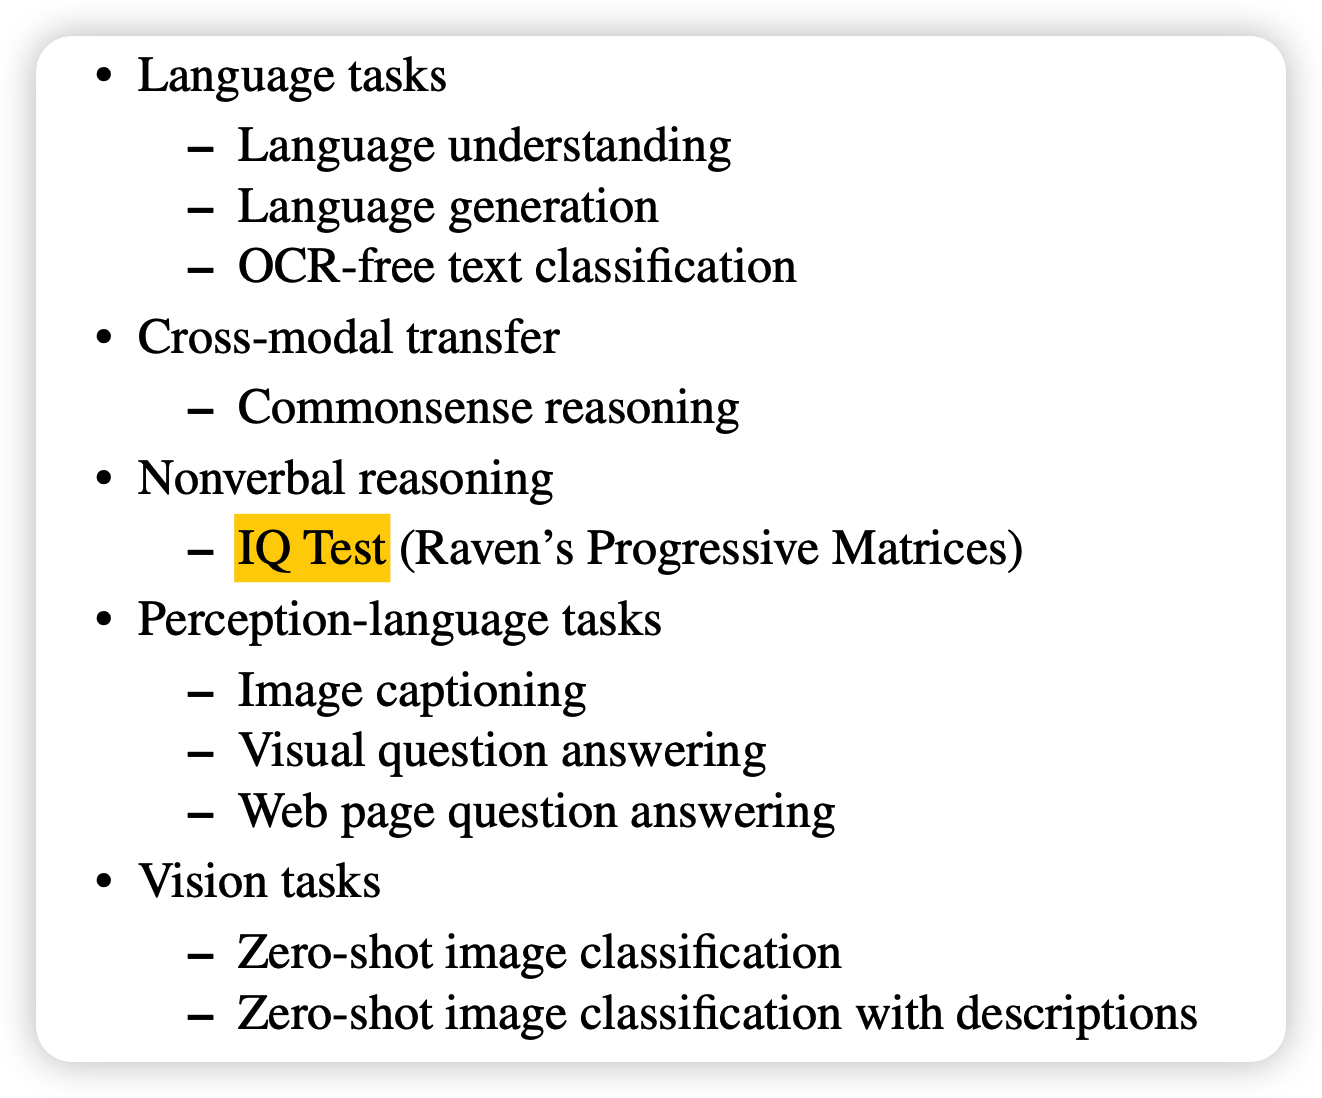 • Language tasks
– Language understanding
– Language generation
– OCR-free text classification
• Cross-modal transfer
– Commonsense reasoning
• Nonverbal reasoning
– IQ Test (Raven’s Progressive Matrices)
• Perception-language tasks
– Image captioning
– Visual question answering
– Web page question answering
• Vision tasks
– Zero-shot image classification
– Zero-shot image classification with descriptions